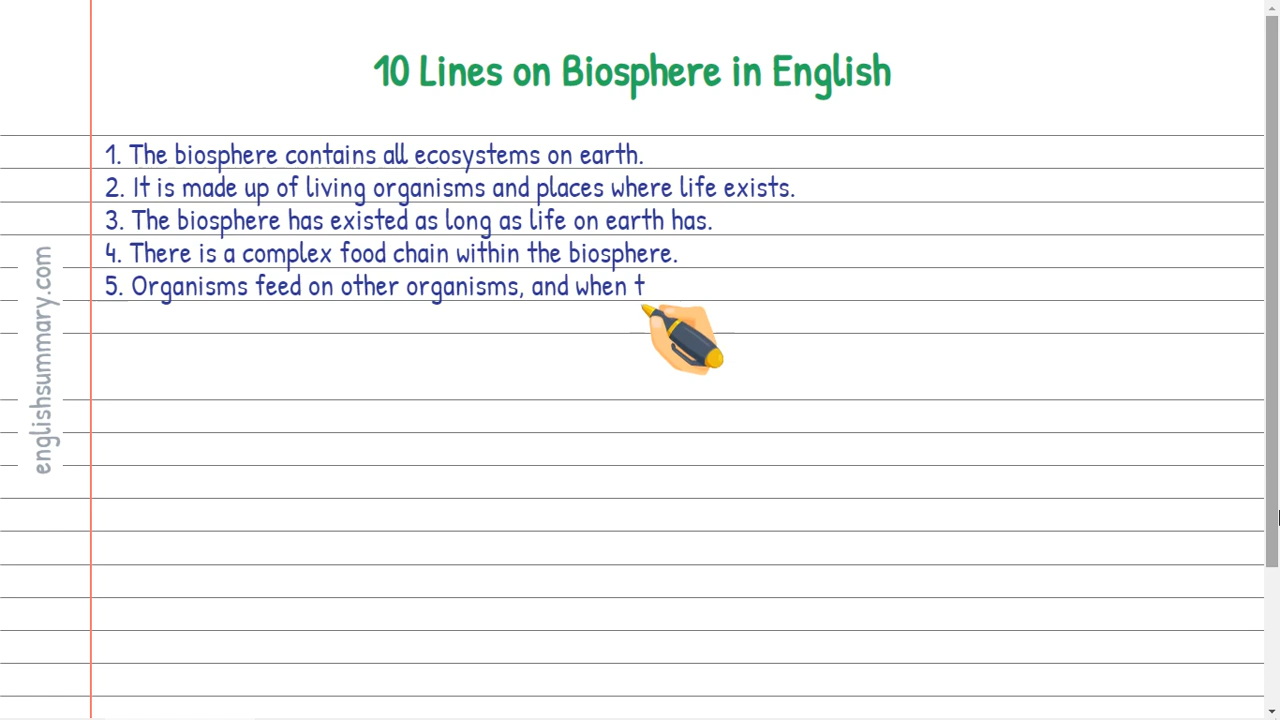 10 Lines on Biosphere in English
1. The biosphere contains all ecosystems on earth.
2. It is made up of living organisms and places where life exists.
3. The biosphere has existed as long as life on earth has.
4. There is a complex food chain within the biosphere.
5. Organisms feed on other organisms, and when t
englishsummary.com